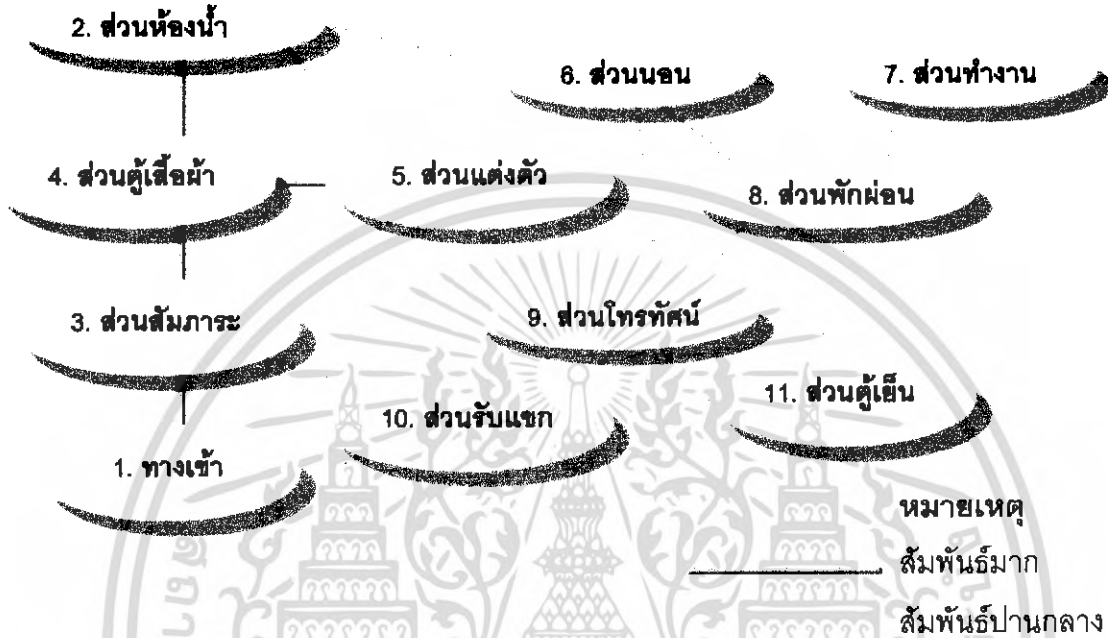 2. ส่วนห้องน้ำ
6. ส่วนนอน
7. ส่วนทำงาน
4. ส่วนตู้เสื้อผ้า
5. ส่วนแต่งตัว
8. ส่วนพักผ่อน
3. ส่วนสัมภาระ
9. ส่วนโทรทัศน์
11. ส่วนตู้เย็น
10. ส่วนรับแขก
1. ทางเข้า
หมายเหตุ
สัมพันธ์มาก
สัมพันธ์ปานกลาง